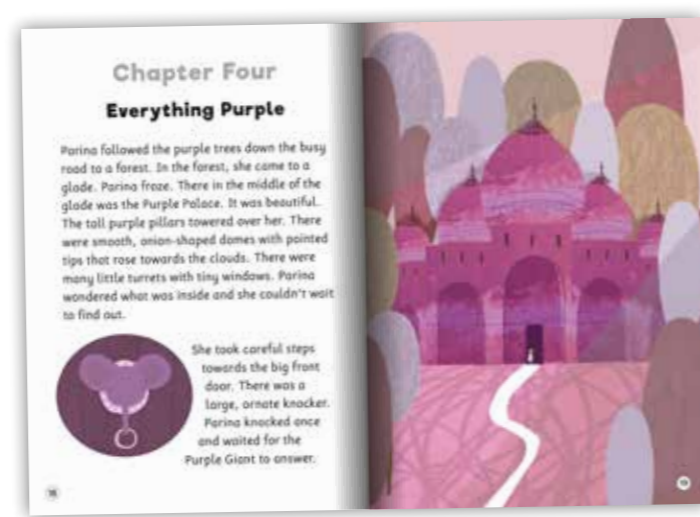 Chapter Four
Everything Purple
Parina followed the purple trees down the busy
road to a forest. In the forest, she came to a
glade. Parina froze. There in the middle of the
glade was the Purple Palace. It was beautiful.
The tall purple pillars towered over her. There
were smooth, onion-shaped domes with pointed
tips that rose towards the clouds. There were
many little turrets with tiny windows. Parina
wondered what was inside and she couldn't wait
to find out.
She took careful steps
towards the big front
door. There was a
large, ornate knocker.
Parina knocked once
and waited for the
Purple Giant to answer.
18
19